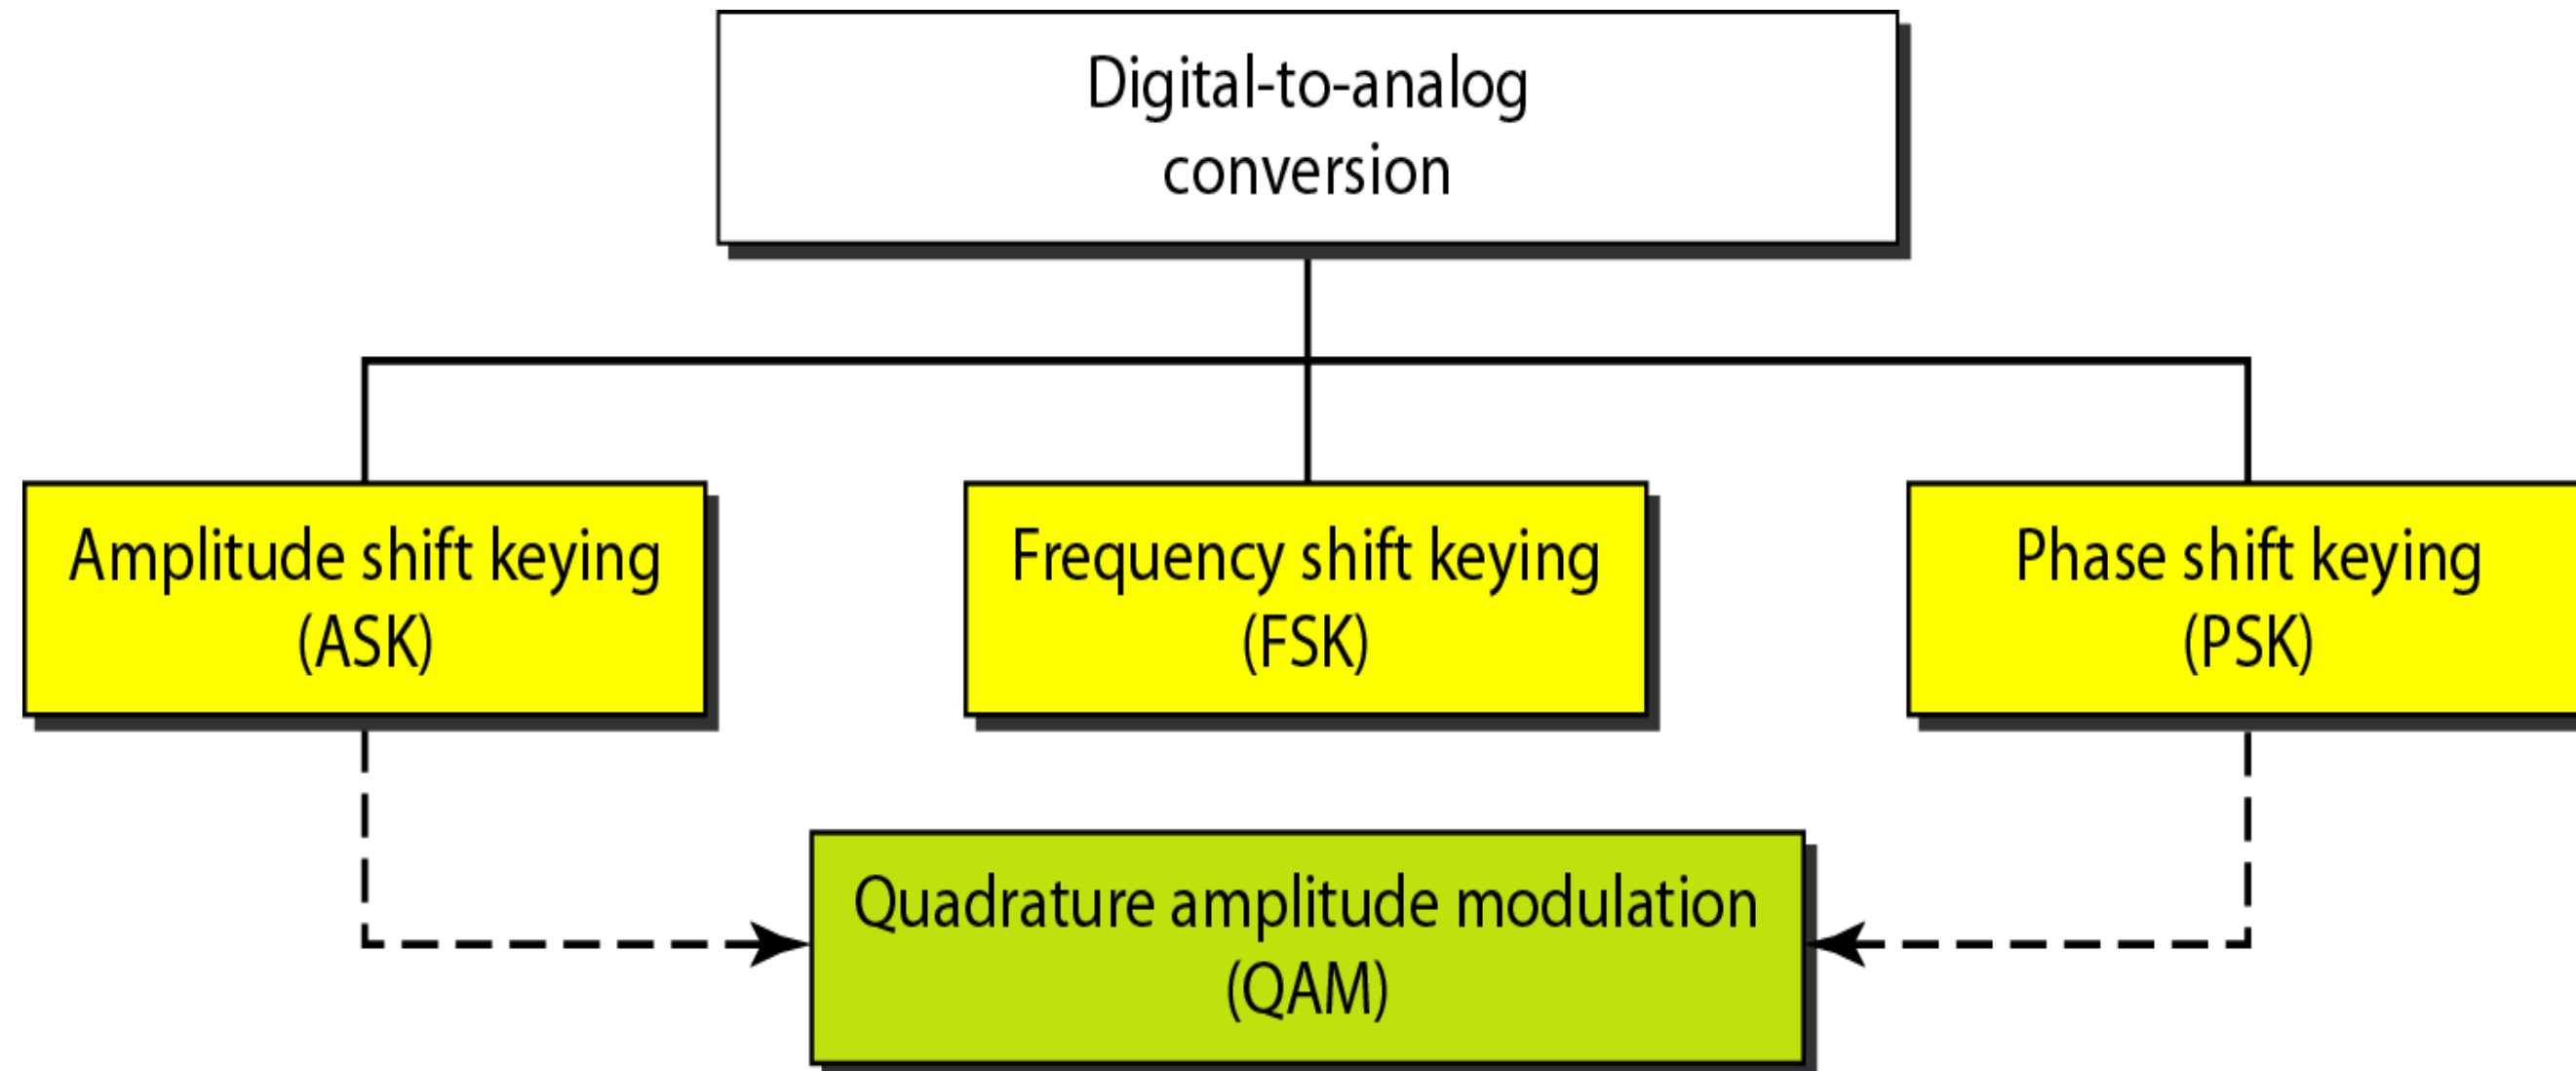 Digital-to-analog
conversion
Amplitude shift keying
(ASK)
Frequency shift keying
(FSK)
Phase shift keying
(PSK)
Quadrature amplitude modulation
(QAM)